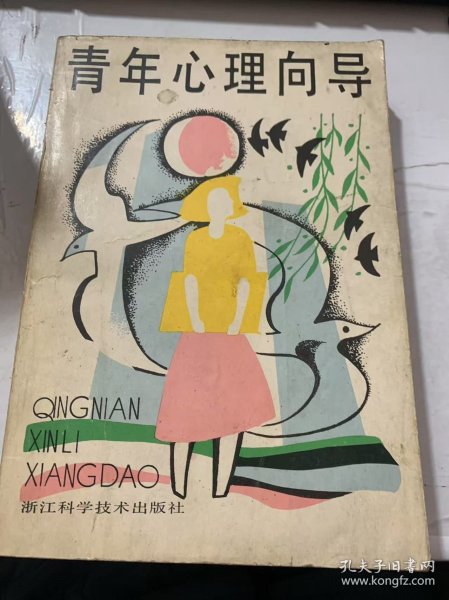 青年心理向导
QINGNIAN
XINLI
XIANGDAO
浙江科学技术出版社
孔夫子旧书网
www.kongfz.com